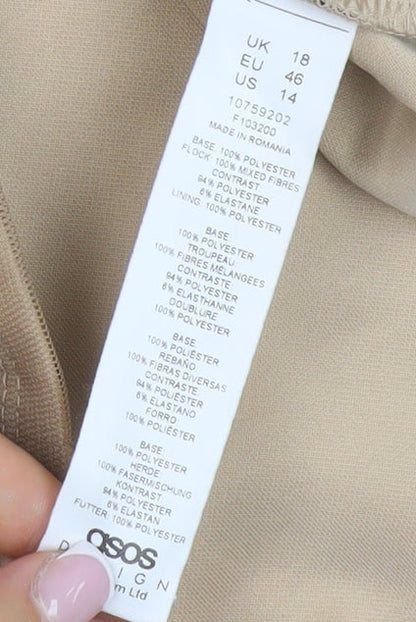 UK 18
EU 46
US 14
10759202
F103200
MADE IN ROMANIA
BASE: 100% POLYESTER
FLOCK: 100% MIXED FIBRES
CONTRAST:
94% POLYESTER
6% ELASTANE
LINING: 100% POLYESTER
BASE:
100% POLYESTER
TROUPEAU
100% FIBRES MÉLANGÉES
CONTRASTE:
94% POLYESTER
6% ÉLASTHANNE
DOUBLURE:
100% POLYESTER
BASE:
100% POLIÉSTER
REBAÑO
100% FIBRAS DIVERSAS
CONTRASTE:
94% POLIÉSTER
6% ELASTANO
FORRO:
100% POLIÉSTER
BASE:
100% POLYESTER
HERDE:
100% FASERMISCHUNG
KONTRAST:
94% POLYESTER
6% ELASTAN
FUTTER: 100% POLYESTER
asos
D IGN
m Ltd